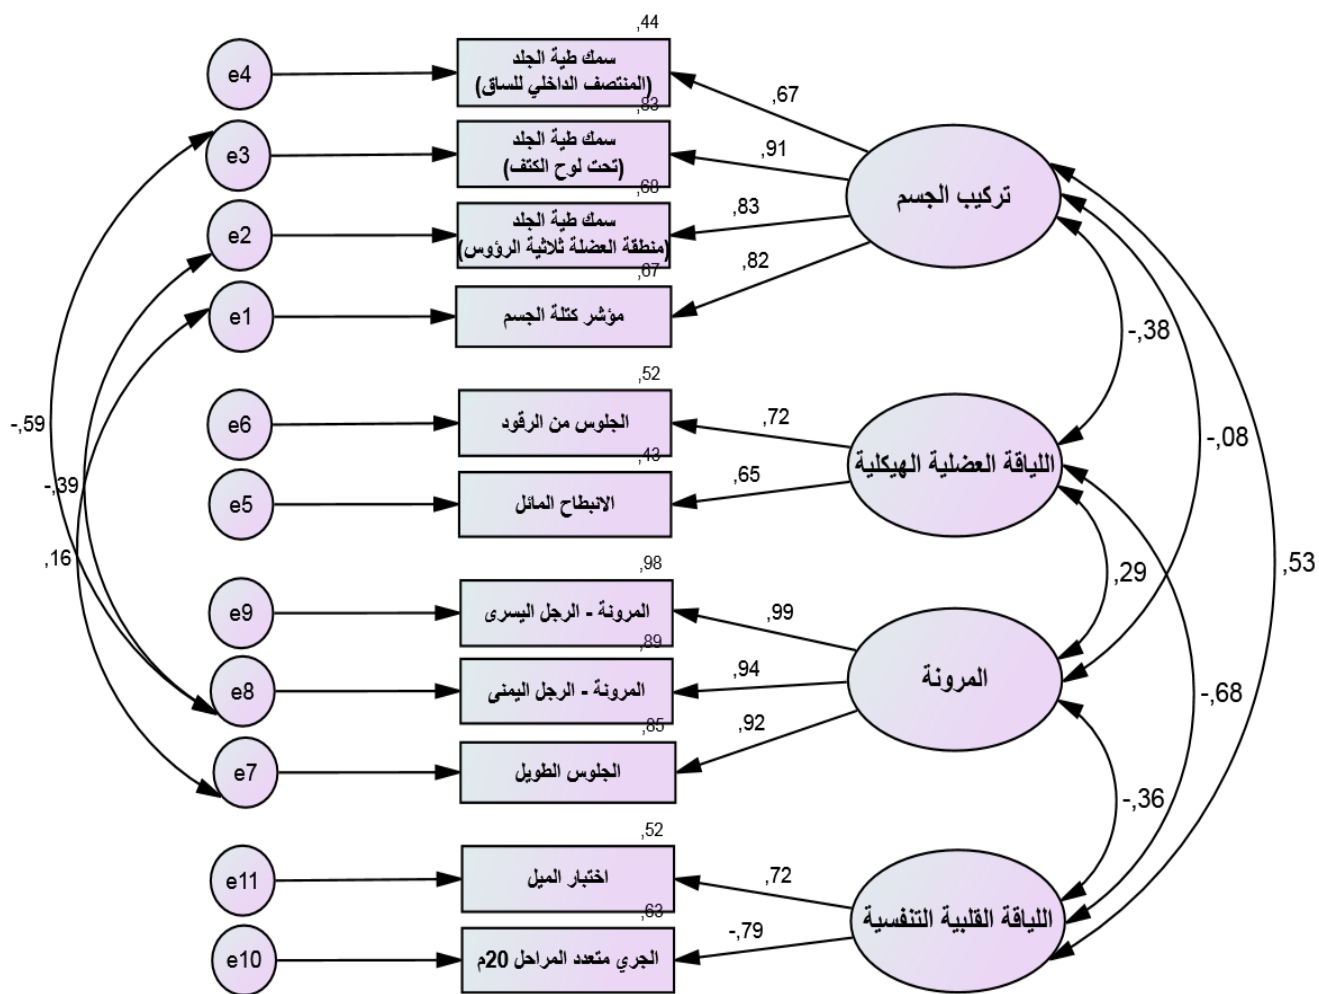 ,44
e4
سمك طية الجلد
(المنتصف الداخلي للساق)
,67
تركيب الجسم
,83
e3
سمك طية الجلد
(تحت لوح الكتف)
,91
,68
e2
سمك طية الجلد
(منطقة العضلة ثلاثية الرؤوس)
,83
,67
e1
مؤشر كتلة الجسم
,82
-,38
,52
e6
الجلوس من الرقود
,72
اللياقة العضلية الهيكلية
-,59
-,08
,43
e5
الانبطاح المائل
,65
-,39
,16
,98
,29
,53
e9
المرونة - الرجل اليسرى
,99
المرونة
,89
e8
المرونة - الرجل اليمنى
,94
-,68
,85
e7
الجلوس الطويل
,92
-,36
,52
e11
اختبار الميل
,72
اللياقة القلبية التنفسية
,63
e10
الجري متعدد المراحل 20م
-,79